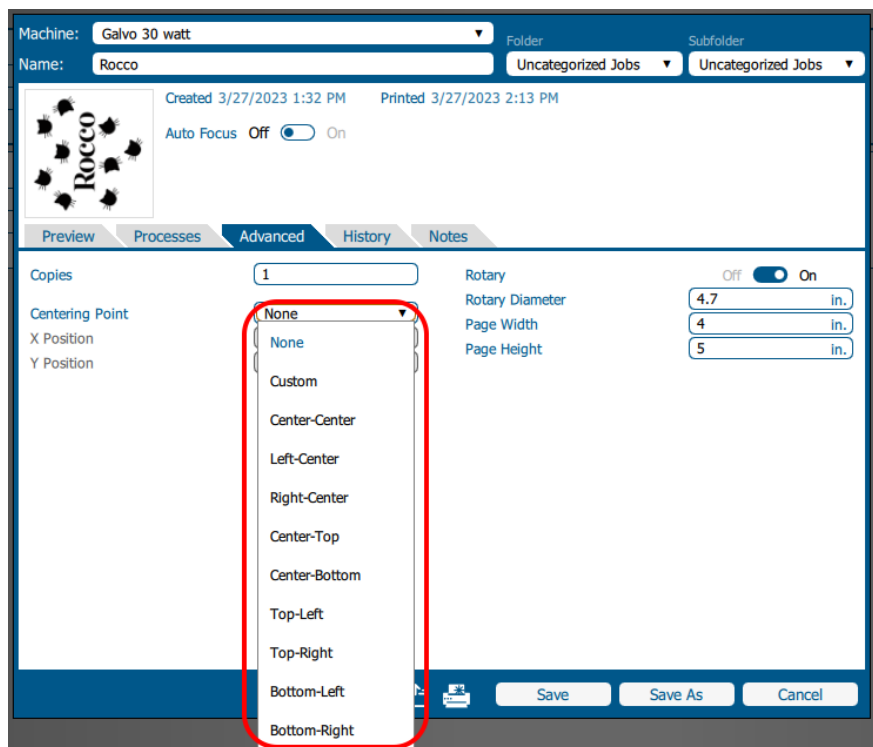 Machine: Galvo 30 watt
Folder
Subfolder
Name: Rocco
Uncategorized Jobs
Uncategorized Jobs
Created 3/27/2023 1:32 PM Printed 3/27/2023 2:13 PM
Auto Focus Off On
Rocco
Preview Processes Advanced History Notes
Copies 1
Centering Point None
X Position
Y Position
None
Custom
Center-Center
Left-Center
Right-Center
Center-Top
Center-Bottom
Top-Left
Top-Right
Bottom-Left
Bottom-Right
Rotary Off On
Rotary Diameter 4.7 in.
Page Width 4 in.
Page Height 5 in.
Save Save As Cancel